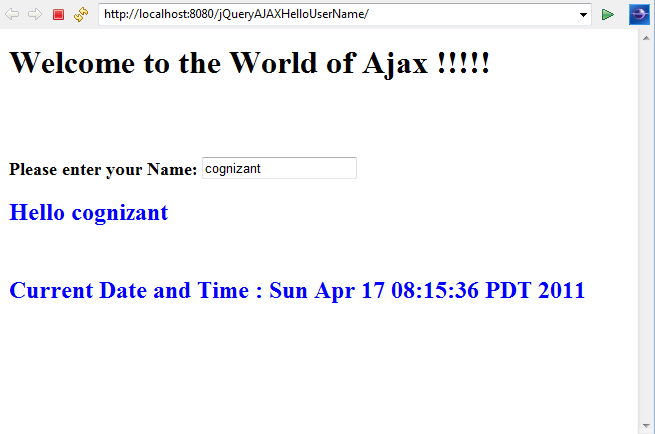 http://localhost:8080/jQueryAJAXHelloUserName/
Welcome to the World of Ajax !!!!!
Please enter your Name: cognizant
Hello cognizant
Current Date and Time : Sun Apr 17 08:15:36 PDT 2011